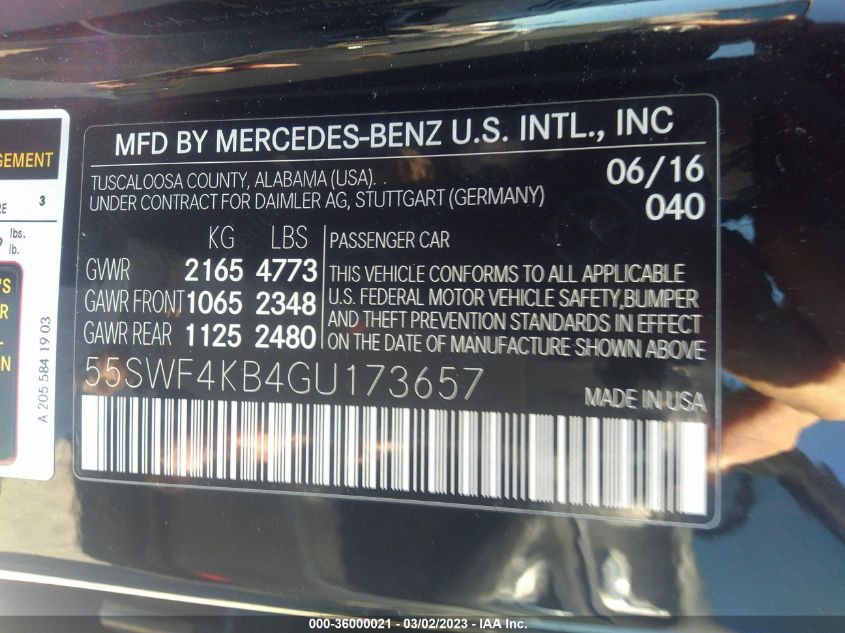 MFD BY MERCEDES-BENZ U.S. INTL., INC
TUSCALOOSA COUNTY, ALABAMA (USA).
UNDER CONTRACT FOR DAIMLER AG, STUTTGART (GERMANY)
06/16
040
KG LBS
GVWR 2165 4773
GAWR FRONT 1065 2348
GAWR REAR 1125 2480
PASSENGER CAR
THIS VEHICLE CONFORMS TO ALL APPLICABLE
U.S. FEDERAL MOTOR VEHICLE SAFETY,BUMPER
AND THEFT PREVENTION STANDARDS IN EFFECT
ON THE DATE OF MANUFACTURE SHOWN ABOVE
55SWF4KB4GU173657
MADE IN USA
GEMENT
RE 3
lbs.
lb.
'S
R
L-
N
A 205 584 19 03
000-36000021 - 03/02/2023 - IAA Inc.